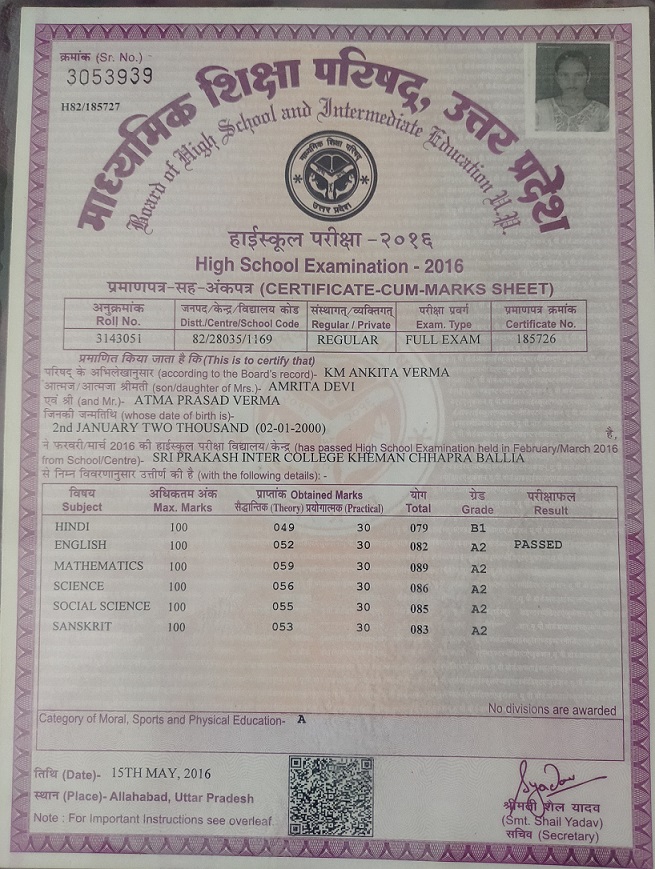 क्रमांक (Sr. No.)
3053939
H82/185727
माध्यमिक शिक्षा परिषद्, उत्तर प्रदेश
Board of High School and Intermediate Education U.P.
माध्यमिक शिक्षा परिषद
उत्तर प्रदेश
हाईस्कूल परीक्षा -२०१६
High School Examination - 2016
प्रमाणपत्र-सह-अंकपत्र (CERTIFICATE-CUM-MARKS SHEET)
अनुक्रमांक जनपद/केन्द्र/विद्यालय कोड संस्थागत्/व्यक्तिगत् परीक्षा प्रवर्ग प्रमाणपत्र क्रमांक
Roll No. Distt./Centre/School Code Regular / Private Exam. Type Certificate No.
3143051 82/28035/1169 REGULAR FULL EXAM 185726
प्रमाणित किया जाता है कि(This is to certify that)
परिषद् के अभिलेखानुसार (according to the Board's record)- KM ANKITA VERMA
आत्मज/आत्मजा श्रीमती (son/daughter of Mrs.)- AMRITA DEVI
एवं श्री (and Mr.)- ATMA PRASAD VERMA
जिनकी जन्मतिथि (whose date of birth is)-
2nd JANUARY TWO THOUSAND (02-01-2000) है,
ने फरवरी/मार्च 2016 की हाईस्कूल परीक्षा विद्यालय/केन्द्र (has passed High School Examination held in February/March 2016
from School/Centre)- SRI PRAKASH INTER COLLEGE KHEMAN CHHAPRA BALLIA
से निम्न विवरणानुसार उत्तीर्ण की है (with the following details): -
विषय अधिकतम अंक प्राप्तांक Obtained Marks योग ग्रेड परीक्षाफल
Subject Max. Marks सैद्धान्तिक (Theory) प्रयोगात्मक (Practical) Total Grade Result
HINDI 100 049 30 079 B1
ENGLISH 100 052 30 082 A2 PASSED
MATHEMATICS 100 059 30 089 A2
SCIENCE 100 056 30 086 A2
SOCIAL SCIENCE 100 055 30 085 A2
SANSKRIT 100 053 30 083 A2
No divisions are awarded
Category of Moral, Sports and Physical Education- A
तिथि (Date)- 15TH MAY, 2016
स्थान (Place)- Allahabad, Uttar Pradesh
Note : For Important Instructions see overleaf
Syadav
श्रीमती शैल यादव
(Smt. Shail Yadav)
सचिव (Secretary)